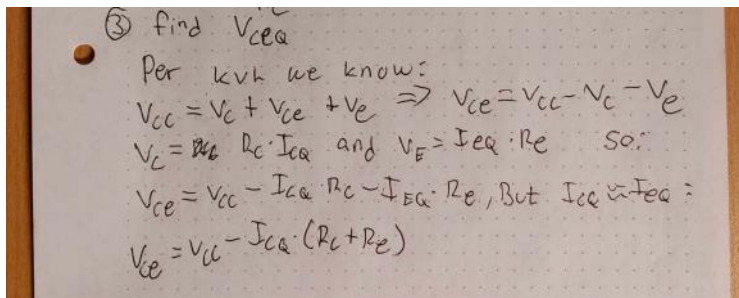 ③ find Vceq
Per kvh we know:
Vcc = Vc + Vce + Ve => Vce = Vcc - Vc - Ve
Vc = Rc · Icq and VE = Ieq · Re so:
Vce = Vcc - Icq · Rc - IEQ · Re, But Icq ≈ Ieq :
Vce = Vcc - Icq · (Rc + Re)